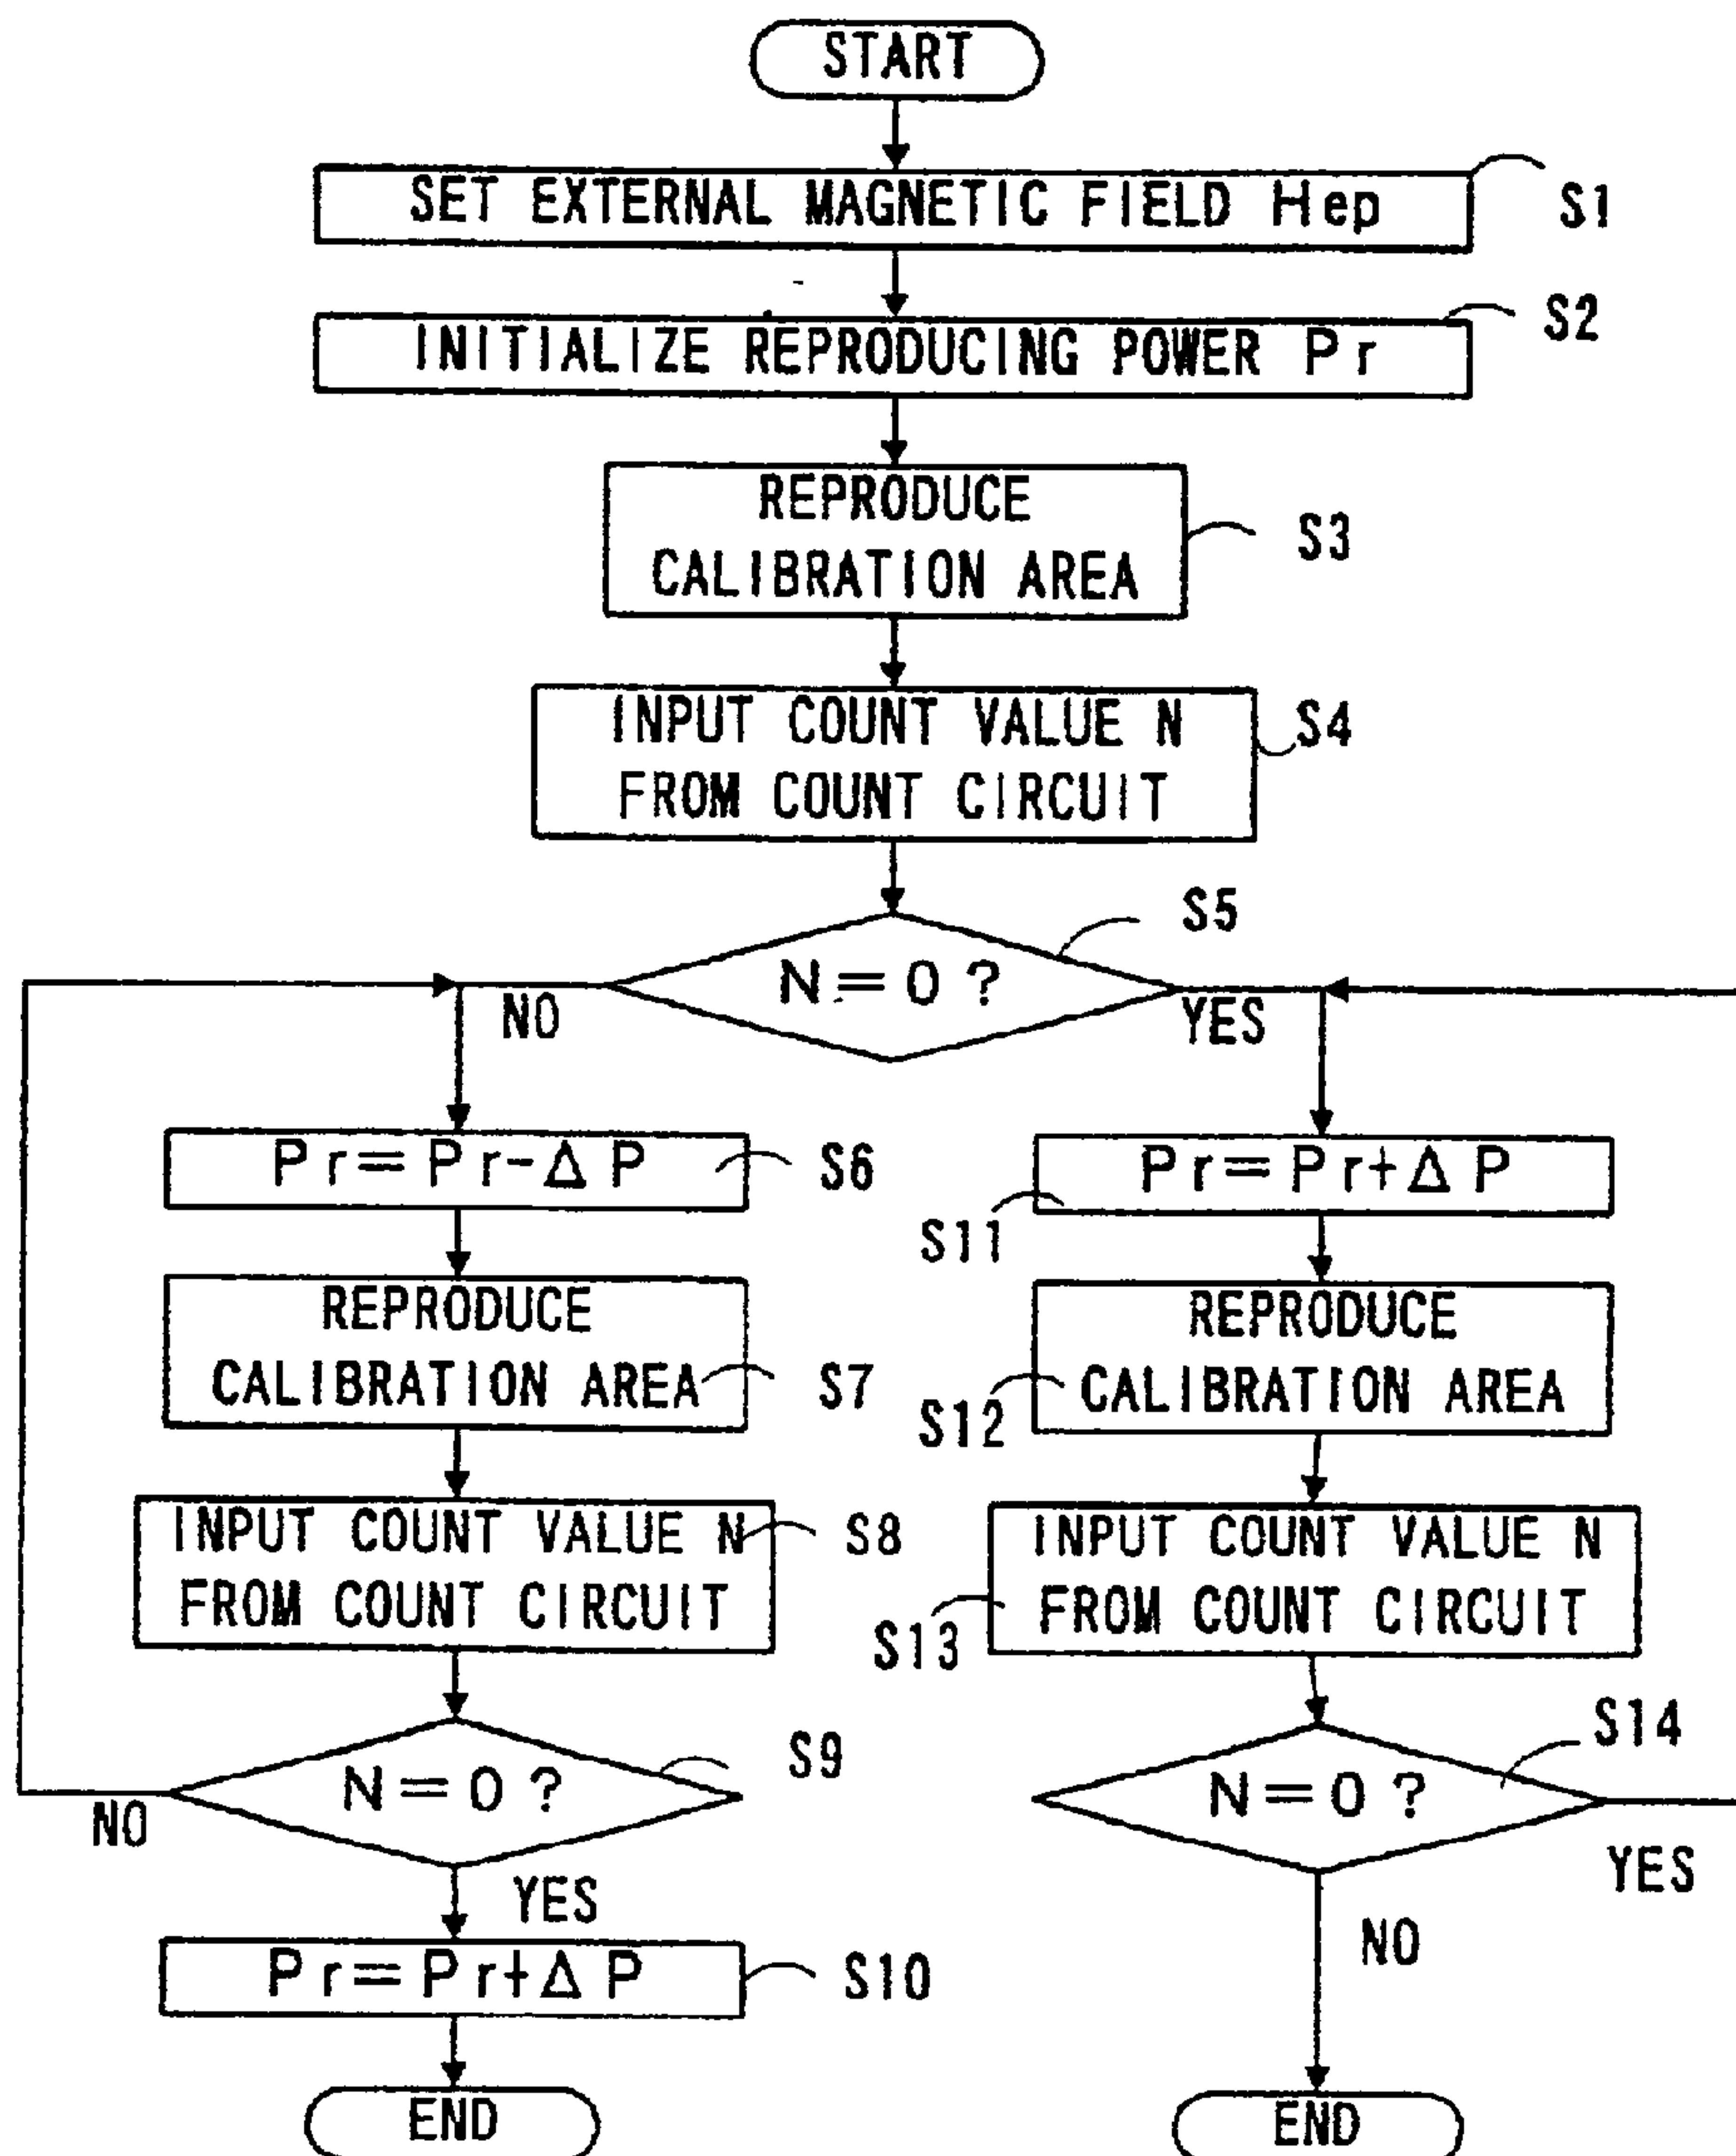 START
SET EXTERNAL MAGNETIC FIELD Hep
S1
INITIALIZE REPRODUCING POWER Pr
S2
REPRODUCE
CALIBRATION AREA
S3
INPUT COUNT VALUE N
FROM COUNT CIRCUIT
S4
S5
N=0?
NO
YES
Pr=Pr-ΔP
S6
REPRODUCE
CALIBRATION AREA
S7
INPUT COUNT VALUE N
FROM COUNT CIRCUIT
S8
S9
N=0?
NO
YES
Pr=Pr+ΔP
S10
END
Pr=Pr+ΔP
S11
REPRODUCE
CALIBRATION AREA
S12
INPUT COUNT VALUE N
FROM COUNT CIRCUIT
S13
S14
N=0?
YES
NO
END